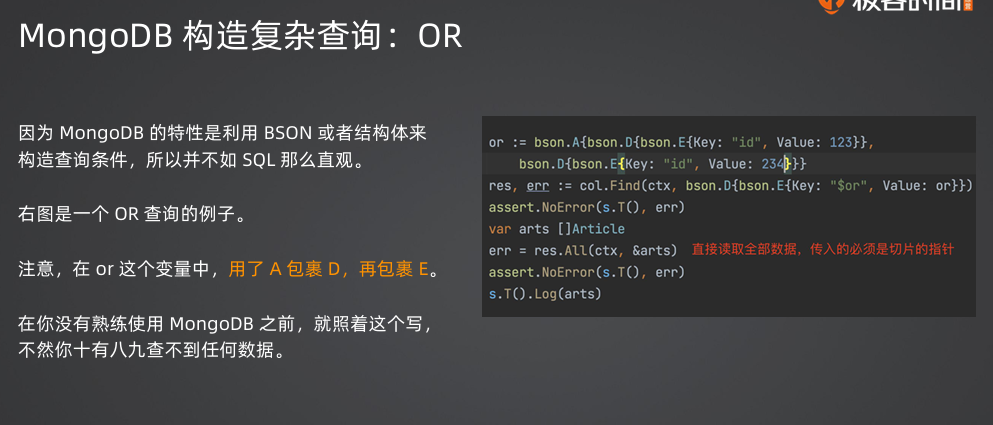 极客时间
MongoDB 构造复杂查询：OR
因为 MongoDB 的特性是利用 BSON 或者结构体来
构造查询条件，所以并不如 SQL 那么直观。
右图是一个 OR 查询的例子。
注意，在 or 这个变量中，用了 A 包裹 D，再包裹 E。
在你没有熟练使用 MongoDB 之前，就照着这个写，
不然你十有八九查不到任何数据。
or := bson.A{bson.D{bson.E{Key: "id", Value: 123}},
bson.D{bson.E{Key: "id", Value: 234}}}
res, err := col.Find(ctx, bson.D{bson.E{Key: "$or", Value: or}})
assert.NoError(s.T(), err)
var arts []Article
err = res.All(ctx, &arts) 直接读取全部数据，传入的必须是切片的指针
assert.NoError(s.T(), err)
s.T().Log(arts)